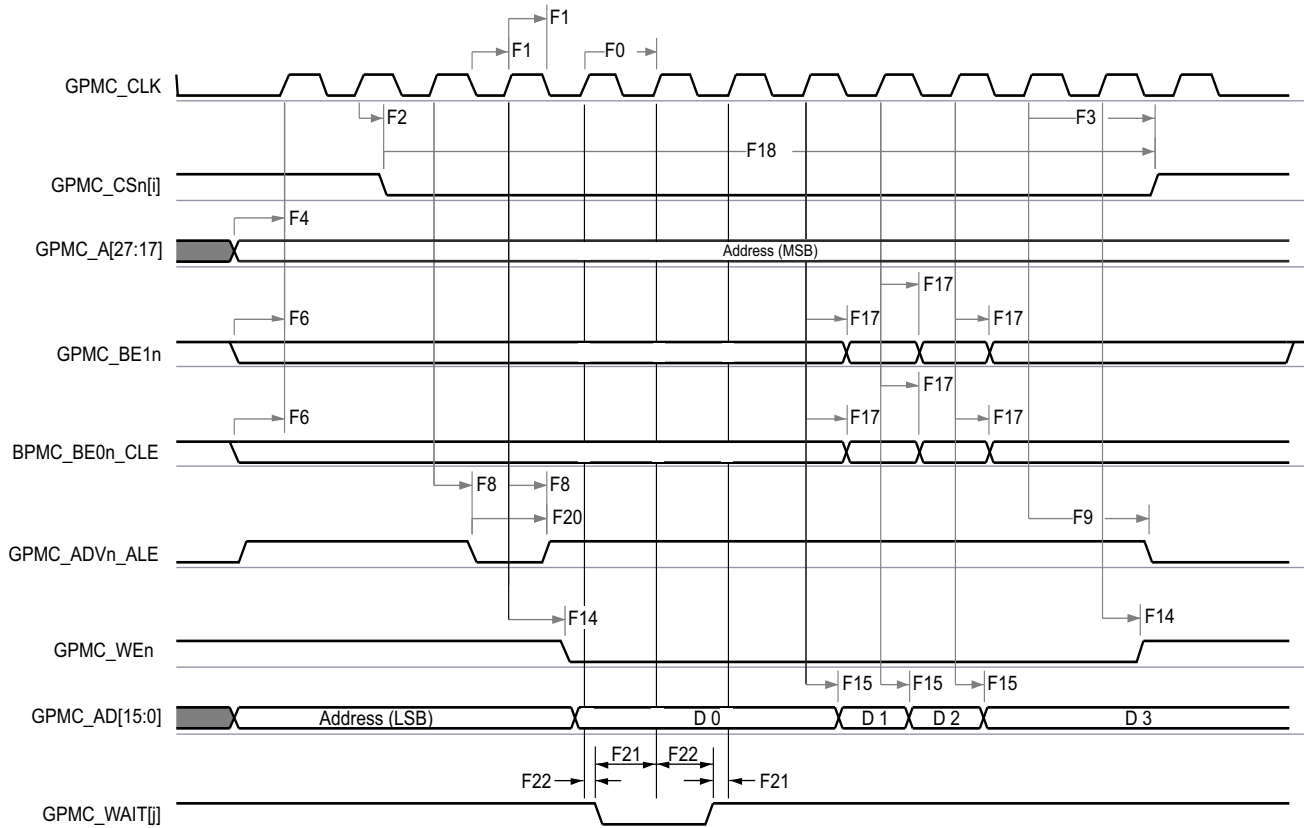 F1
F1
F0
GPMC_CLK
F2
F3
F18
GPMC_CSn[i]
F4
GPMC_A[27:17]
Address (MSB)
F17
F6
F17
F17
GPMC_BE1n
F17
F6
F17
F17
BPMC_BE0n_CLE
F8
F8
F20
F9
GPMC_ADVn_ALE
F14
F14
GPMC_WEn
F15
F15
F15
GPMC_AD[15:0]
Address (LSB)
D 0
D 1
D 2
D 3
F21
F22
F22
F21
GPMC_WAIT[j]